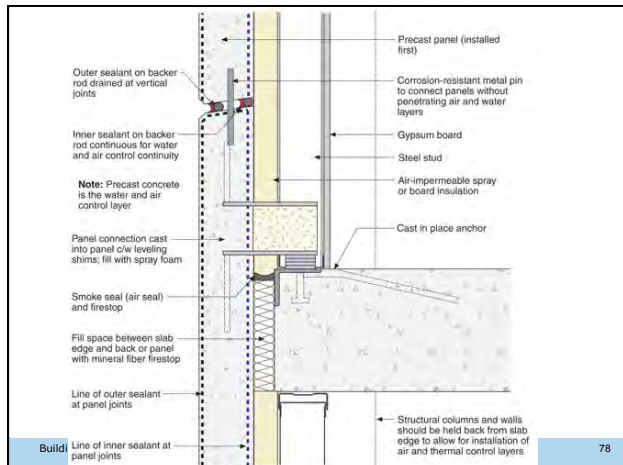 Precast panel (installed
first)
Outer sealant on backer
rod drained at vertical
joints
Corrosion-resistant metal pin
to connect panels without
penetrating air and water
layers
Inner sealant on backer
rod continuous for water
and air control continuity
Gypsum board
Steel stud
Note: Precast concrete
is the water and air
control layer
Air-impermeable spray
or board insulation
Panel connection cast
into panel c/w leveling
shims; fill with spray foam
Cast in place anchor
Smoke seal (air seal)
and firestop
Fill space between slab
edge and back or panel
with mineral fiber firestop
Line of outer sealant
at panel joints
Structural columns and walls
should be held back from slab
edge to allow for installation of
air and thermal control layers
Line of inner sealant at
panel joints
Buildi
78